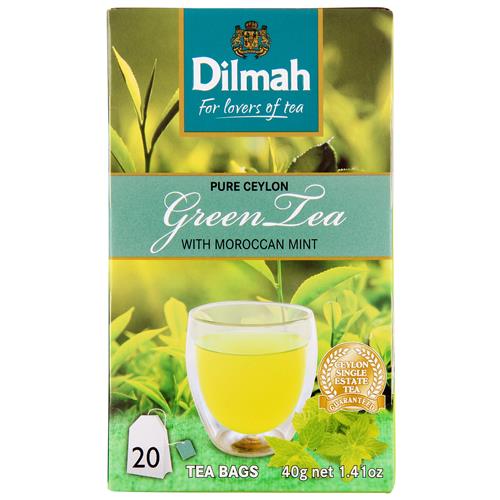 Dilmah
For lovers of tea
PURE CEYLON
Green Tea
WITH MOROCCAN MINT
CEYLON
SINGLE
ESTATE
TEA
GUARANTEED
20
TEA BAGS 40g net 1.41oz